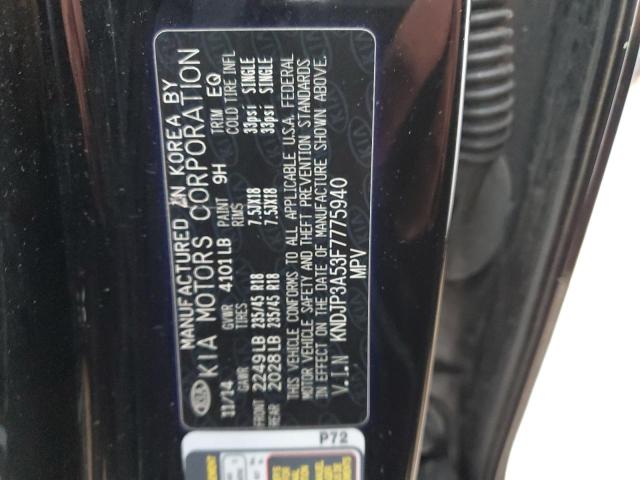 MANUFACTURED IN KOREA BY
KIA MOTORS CORPORATION
KIA
11/14 GVWR 4101LB PAINT 9H TRIM EQ
GAWR TIRES RIMS COLD TIRE INFL
FRONT 2249LB 235/45 R18 7.5JX18 33psi SINGLE
REAR 2028LB 235/45 R18 7.5JX18 33psi SINGLE
THIS VEHICLE CONFORMS TO ALL APPLICABLE U.S.A. FEDERAL
MOTOR VEHICLE SAFETY AND THEFT PREVENTION STANDARDS
IN EFFECT ON THE DATE OF MANUFACTURE SHOWN ABOVE.
V.I.N KNDJP3A53F7775940
MPV
P72